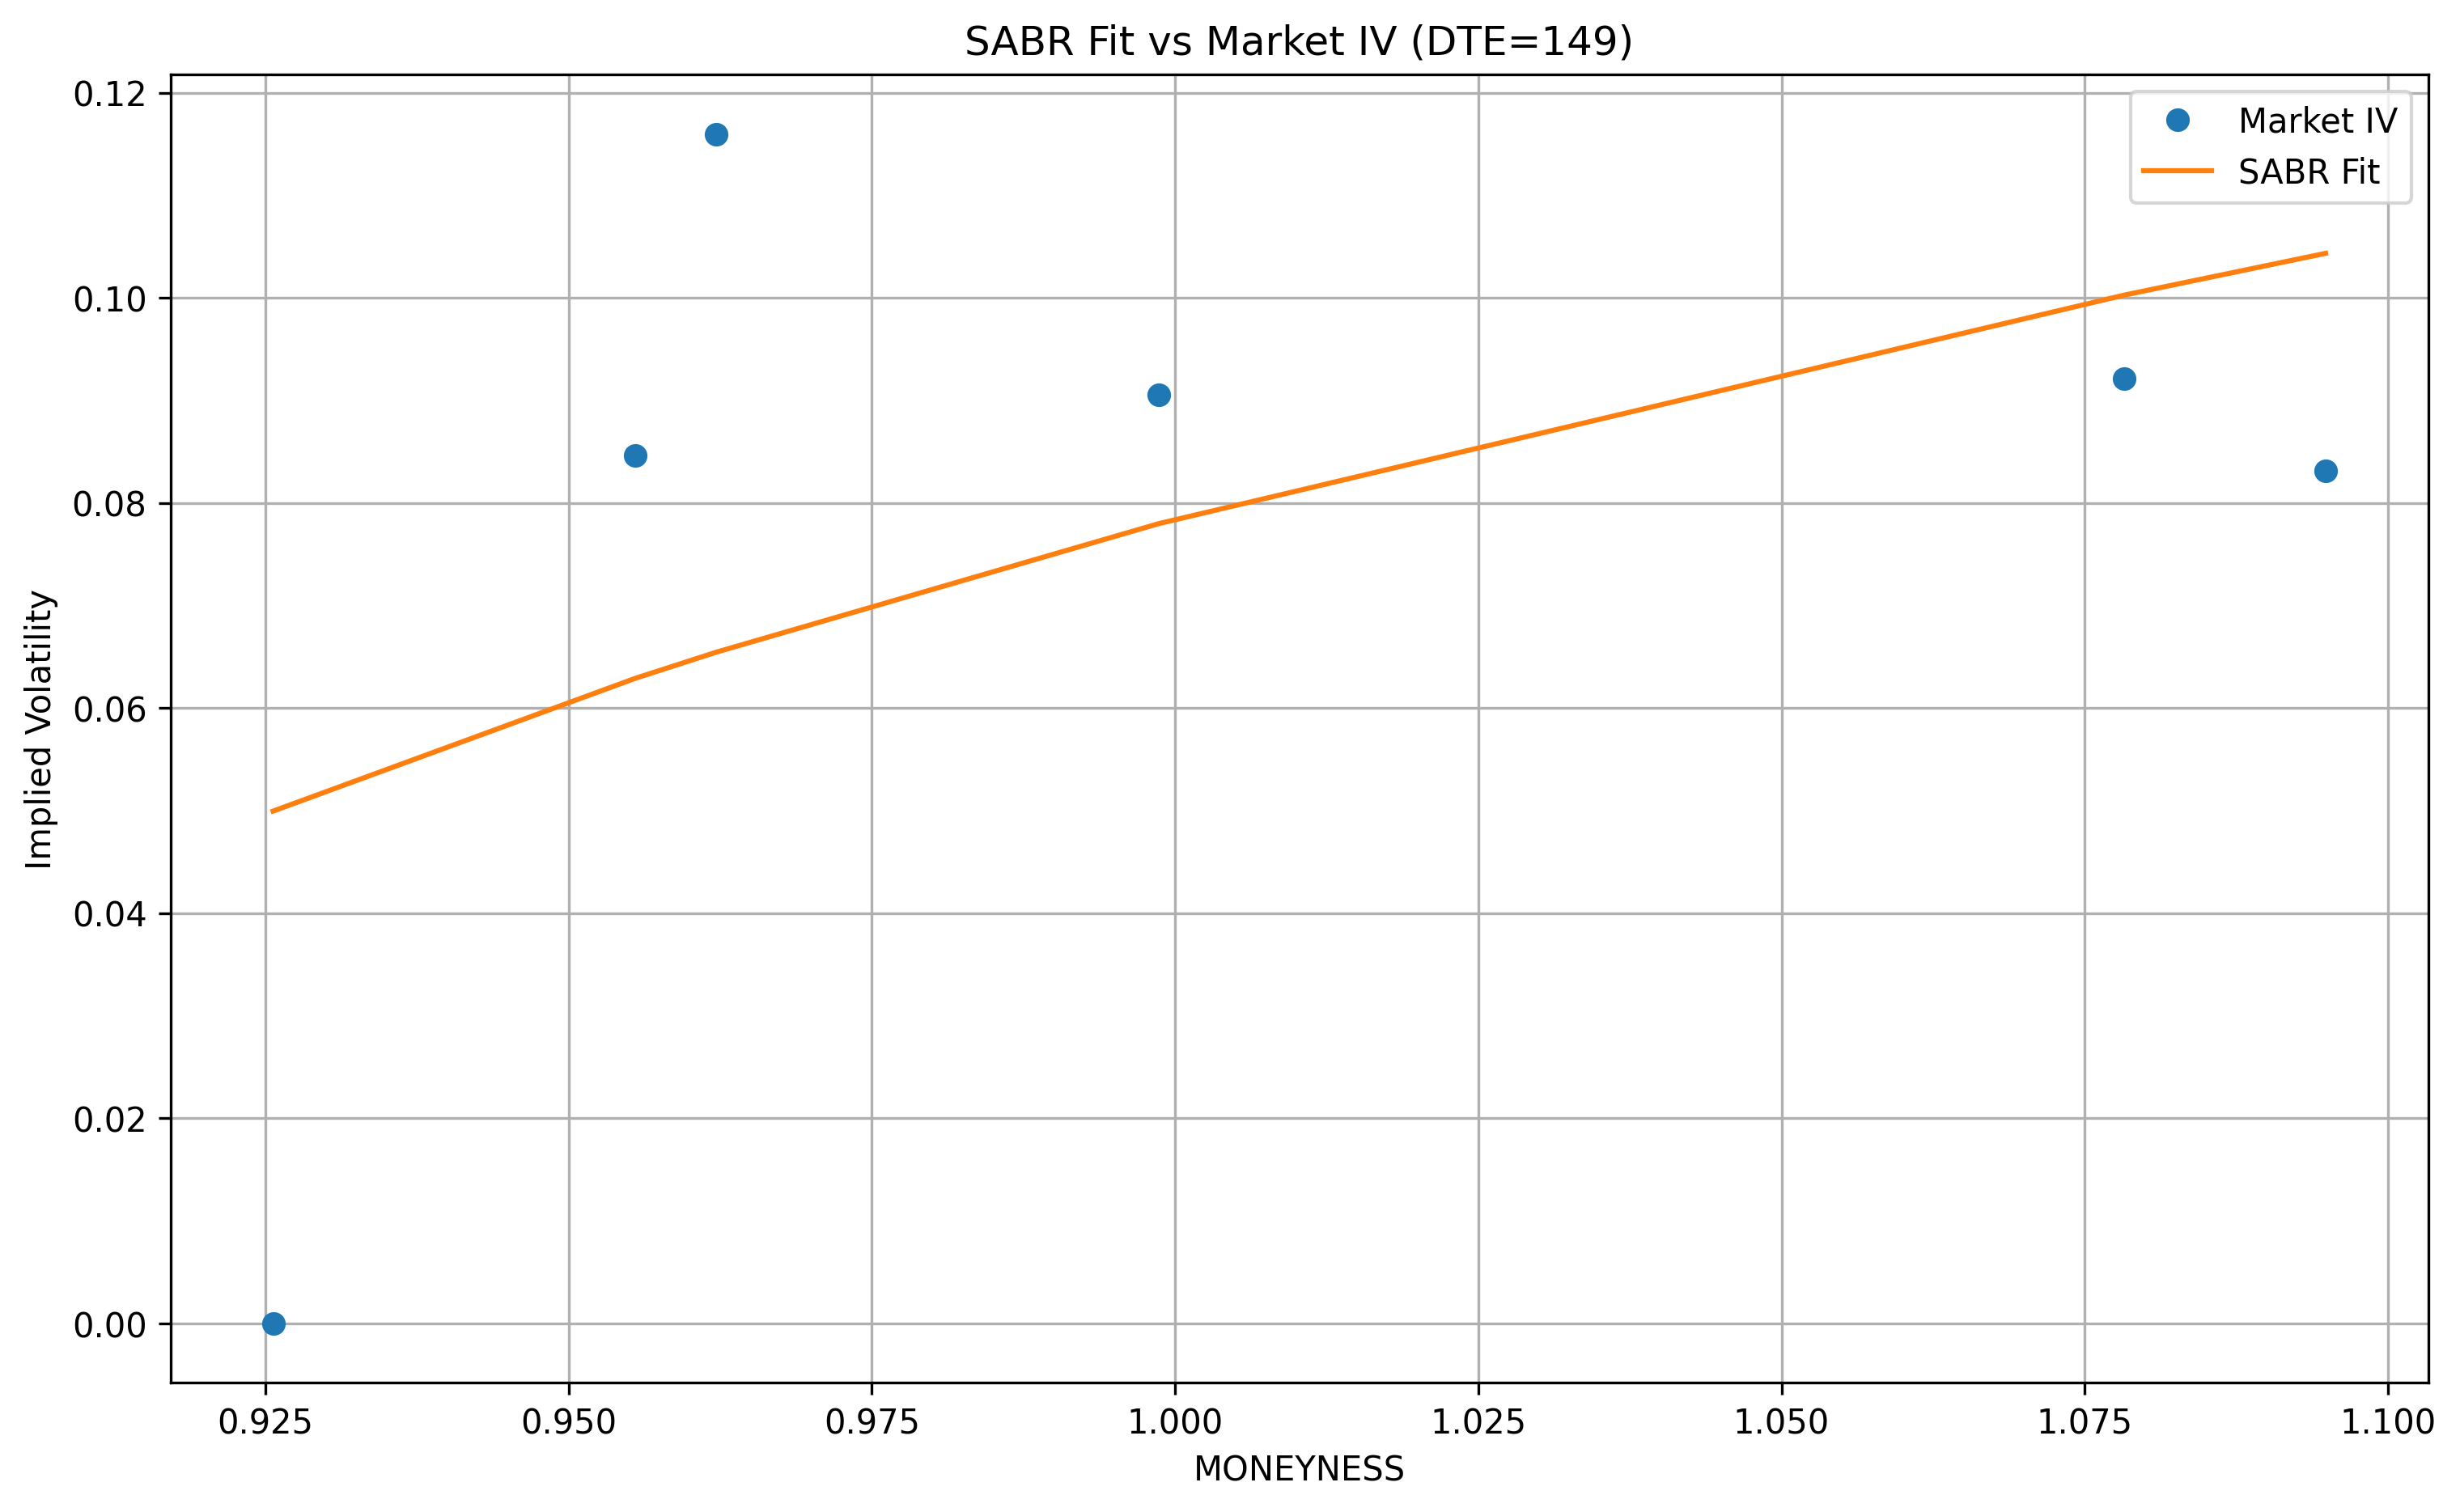 SABR Fit vs Market IV (DTE=149)
Market IV
SABR Fit
Implied Volatility
0.12
0.10
0.08
0.06
0.04
0.02
0.00
0.925 0.950 0.975 1.000 1.025 1.050 1.075 1.100
MONEYNESS